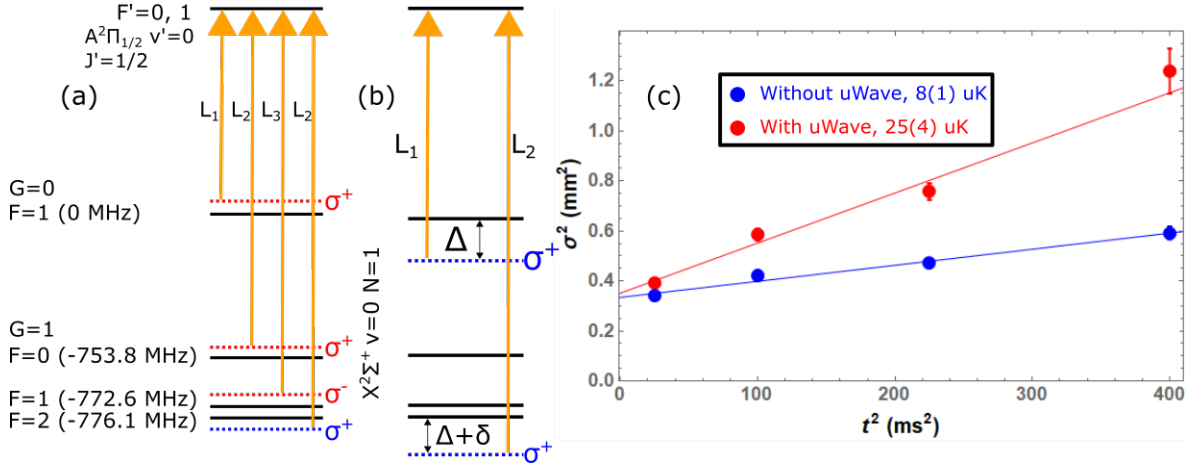 F'=0, 1
A²Π₁/₂ v'=0
J'=1/2
(a)
L₁
L₂
L₃
L₂
G=0
F=1 (0 MHz)
σ⁺
G=1
F=0 (-753.8 MHz)
σ⁺
F=1 (-772.6 MHz)
σ⁻
F=2 (-776.1 MHz)
σ⁺
X²Σ⁺ v=0 N=1
(b)
L₁
L₂
Δ
σ⁺
Δ+δ
σ⁺
(c)
Without uWave, 8(1) uK
With uWave, 25(4) uK
σ² (mm²)
1.2
1.0
0.8
0.6
0.4
0.2
0.0
0
100
200
300
400
t² (ms²)